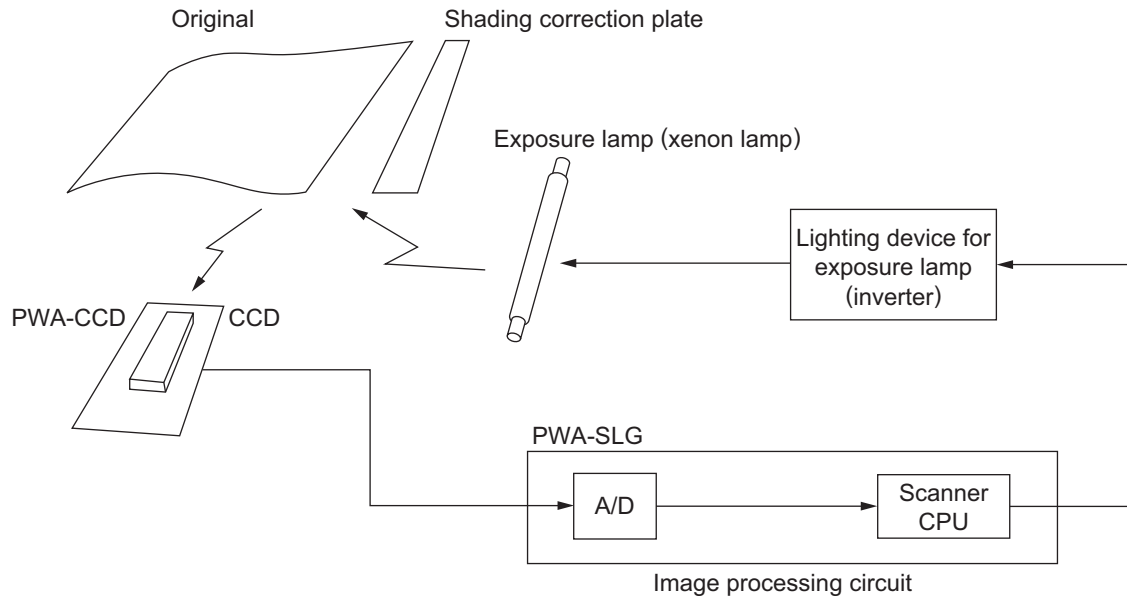 Original
Shading correction plate
Exposure lamp (xenon lamp)
Lighting device for
exposure lamp
(inverter)
PWA-CCD
CCD
PWA-SLG
A/D
Scanner
CPU
Image processing circuit